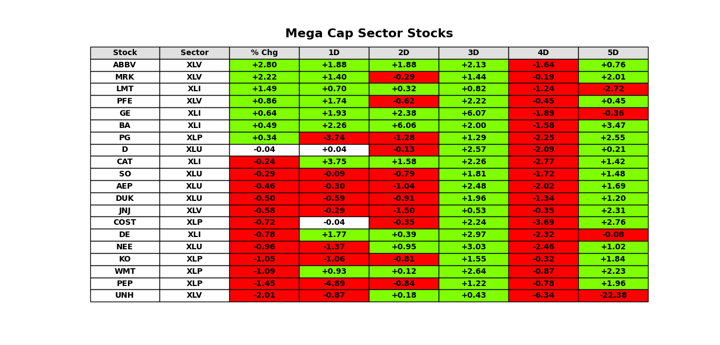 Mega Cap Sector Stocks
Stock Sector % Chg 1D 2D 3D 4D 5D
ABBV XLV +2.80 +1.88 +1.88 +2.13 -1.64 +0.76
MRK XLV +2.22 +1.40 -0.29 +1.44 -0.19 +2.01
LMT XLI +1.49 +0.70 +0.32 +0.82 -1.24 -2.72
PFE XLV +0.86 +1.74 -0.62 +2.22 -0.45 +0.45
GE XLI +0.64 +1.93 +2.38 +6.07 -1.89 -0.36
BA XLI +0.49 +2.26 +6.06 +2.00 -1.58 +3.47
PG XLP +0.34 -3.74 -1.28 +1.29 -2.25 +2.55
D XLU -0.04 +0.04 -0.13 +2.57 -2.09 +0.21
CAT XLI -0.24 +3.75 +1.58 +2.26 -2.77 +1.42
SO XLU -0.29 -0.09 -0.79 +1.81 -1.72 +1.48
AEP XLU -0.46 -0.30 -1.04 +2.48 -2.02 +1.69
DUK XLU -0.50 -0.59 -0.91 +1.96 -1.34 +1.20
JNJ XLV -0.58 -0.29 -1.50 +0.53 -0.35 +2.31
COST XLP -0.72 -0.04 -0.35 +2.24 -3.69 +2.76
DE XLI -0.78 +1.77 +0.39 +2.97 -2.32 -0.08
NEE XLU -0.96 -1.37 +0.95 +3.03 -2.46 +1.02
KO XLP -1.05 -1.06 -0.81 +1.55 -0.32 +1.84
WMT XLP -1.09 +0.93 +0.12 +2.64 -0.87 +2.23
PEP XLP -1.45 -4.89 -0.84 +1.22 -0.78 +1.96
UNH XLV -2.01 -0.87 +0.18 +0.43 -6.34 -22.38